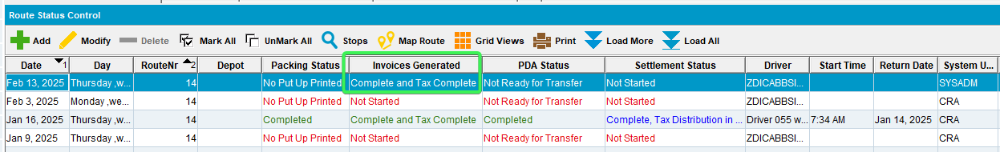 Route Status Control
Add Modify Delete Mark All UnMark All Stops Map Route Grid Views Print Load More Load All
Date 1 Day RouteNr 2 Depot Packing Status Invoices Generated PDA Status Settlement Status Driver Start Time Return Date System U...
Feb 13, 2025 Thursday ,w... 14 No Put Up Printed Complete and Tax Complete Not Ready for Transfer Not Started ZDICABBSI... SYSADM
Feb 3, 2025 Monday ,we... 14 No Put Up Printed Not Started Not Ready for Transfer Not Started ZDICABBSI... CRA
Jan 16, 2025 Thursday ,w... 14 Completed Complete and Tax Complete Completed Complete, Tax Distribution in ... Driver 055 w... 7:34 AM Jan 14, 2025 CRA
Jan 9, 2025 Thursday ,w... 14 No Put Up Printed Not Started Not Ready for Transfer Not Started ZDICABBSI... CRA